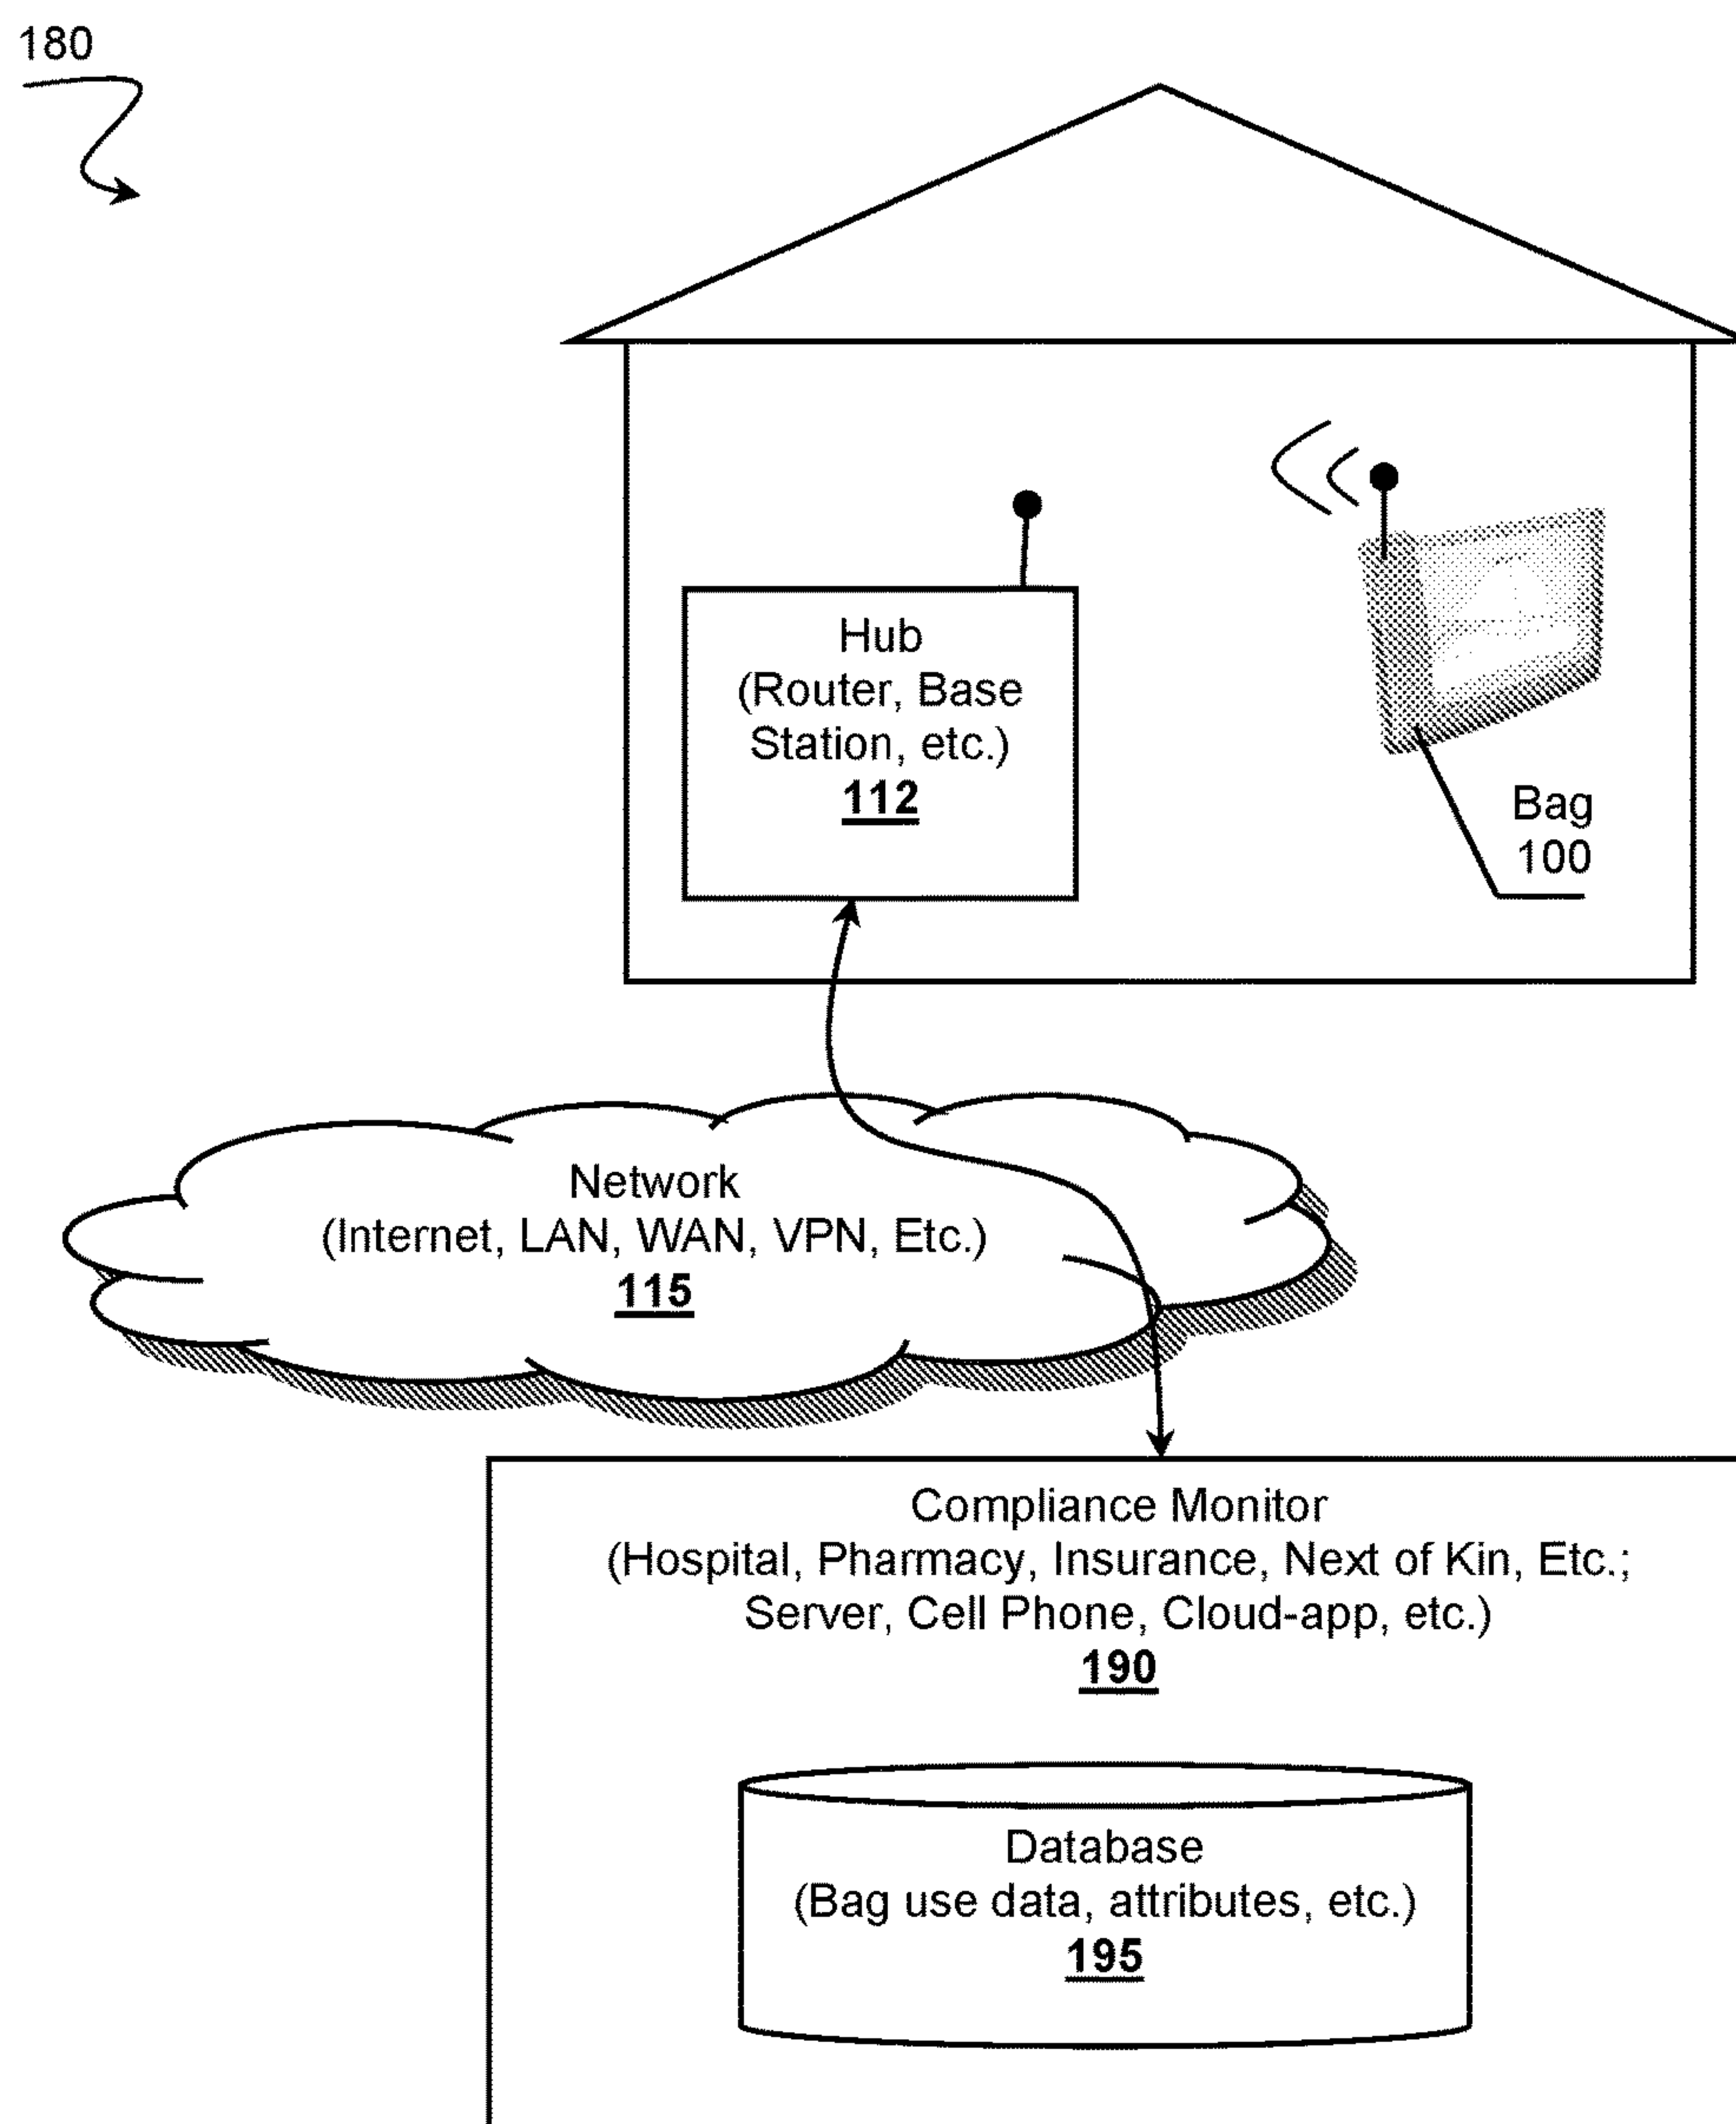 180
Hub
(Router, Base
Station, etc.)
112
Bag
100
Network
(Internet, LAN, WAN, VPN, Etc.)
115
Compliance Monitor
(Hospital, Pharmacy, Insurance, Next of Kin, Etc.;
Server, Cell Phone, Cloud-app, etc.)
190
Database
(Bag use data, attributes, etc.)
195